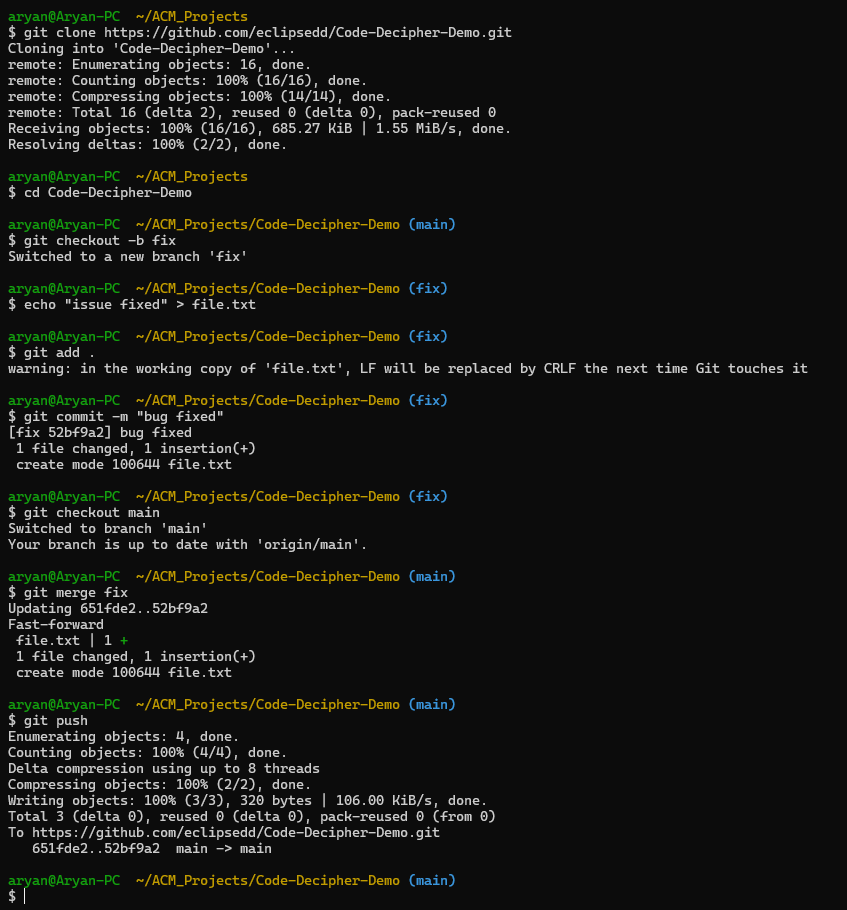 aryan@Aryan-PC  ~/ACM_Projects
$ git clone https://github.com/eclipsedd/Code-Decipher-Demo.git
Cloning into 'Code-Decipher-Demo'...
remote: Enumerating objects: 16, done.
remote: Counting objects: 100% (16/16), done.
remote: Compressing objects: 100% (14/14), done.
remote: Total 16 (delta 2), reused 0 (delta 0), pack-reused 0
Receiving objects: 100% (16/16), 685.27 KiB | 1.55 MiB/s, done.
Resolving deltas: 100% (2/2), done.

aryan@Aryan-PC  ~/ACM_Projects
$ cd Code-Decipher-Demo

aryan@Aryan-PC  ~/ACM_Projects/Code-Decipher-Demo (main)
$ git checkout -b fix
Switched to a new branch 'fix'

aryan@Aryan-PC  ~/ACM_Projects/Code-Decipher-Demo (fix)
$ echo "issue fixed" > file.txt

aryan@Aryan-PC  ~/ACM_Projects/Code-Decipher-Demo (fix)
$ git add .
warning: in the working copy of 'file.txt', LF will be replaced by CRLF the next time Git touches it

aryan@Aryan-PC  ~/ACM_Projects/Code-Decipher-Demo (fix)
$ git commit -m "bug fixed"
[fix 52bf9a2] bug fixed
 1 file changed, 1 insertion(+)
 create mode 100644 file.txt

aryan@Aryan-PC  ~/ACM_Projects/Code-Decipher-Demo (fix)
$ git checkout main
Switched to branch 'main'
Your branch is up to date with 'origin/main'.

aryan@Aryan-PC  ~/ACM_Projects/Code-Decipher-Demo (main)
$ git merge fix
Updating 651fde2..52bf9a2
Fast-forward
 file.txt | 1 +
 1 file changed, 1 insertion(+)
 create mode 100644 file.txt

aryan@Aryan-PC  ~/ACM_Projects/Code-Decipher-Demo (main)
$ git push
Enumerating objects: 4, done.
Counting objects: 100% (4/4), done.
Delta compression using up to 8 threads
Compressing objects: 100% (2/2), done.
Writing objects: 100% (3/3), 320 bytes | 106.00 KiB/s, done.
Total 3 (delta 0), reused 0 (delta 0), pack-reused 0 (from 0)
To https://github.com/eclipsedd/Code-Decipher-Demo.git
   651fde2..52bf9a2  main -> main

aryan@Aryan-PC  ~/ACM_Projects/Code-Decipher-Demo (main)
$